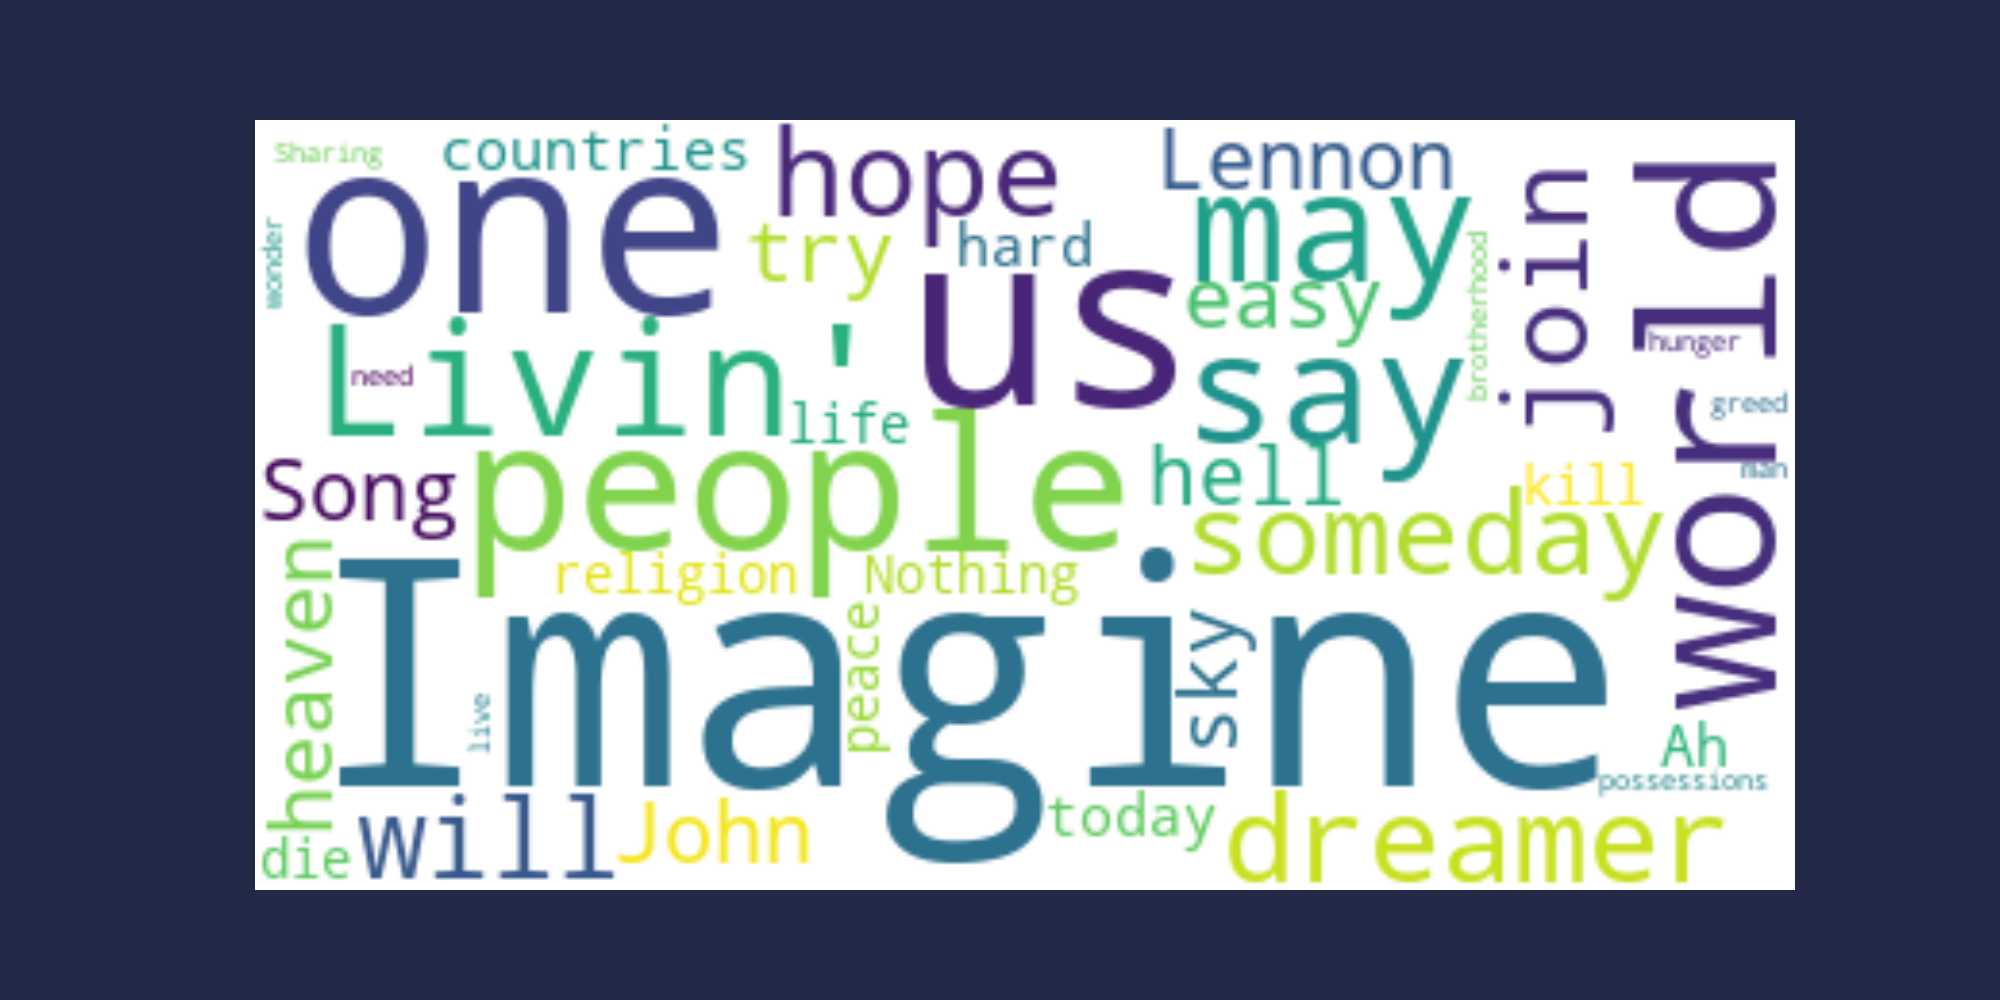 Sharing
countries
hope
Lennon
one
try
hard
may
join
world
wonder
us
easy
brotherhood
Livin'
need
life
say
hunger
greed
Song
people
hell
kill
man
someday
religion
Nothing
heaven
Imagine
peace
sky
live
Ah
possessions
die
will
John
today
dreamer